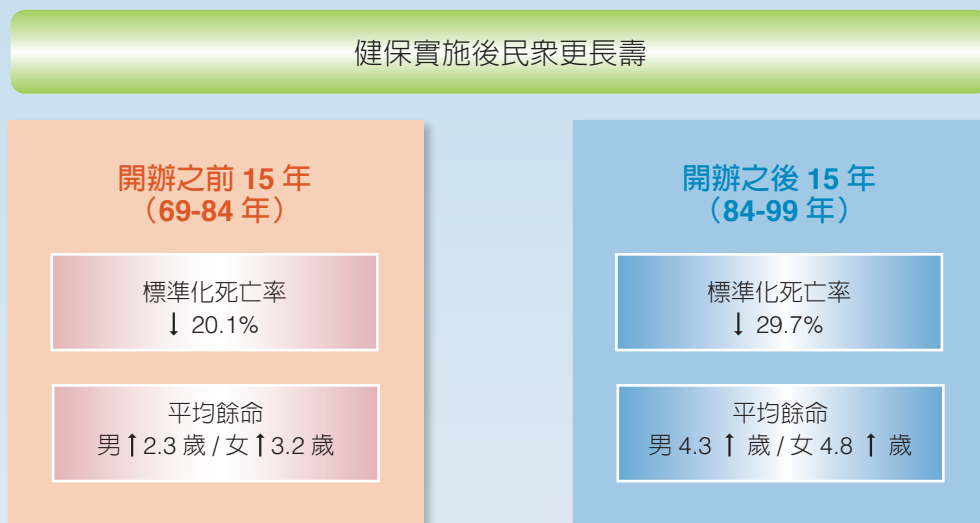 健保實施後民眾更長壽
開辦之前 15 年
（69-84 年）
標準化死亡率
↓ 20.1%
平均餘命
男↑2.3 歲 / 女↑3.2 歲
開辦之後 15 年
（84-99 年）
標準化死亡率
↓ 29.7%
平均餘命
男 4.3 ↑ 歲 / 女 4.8 ↑ 歲